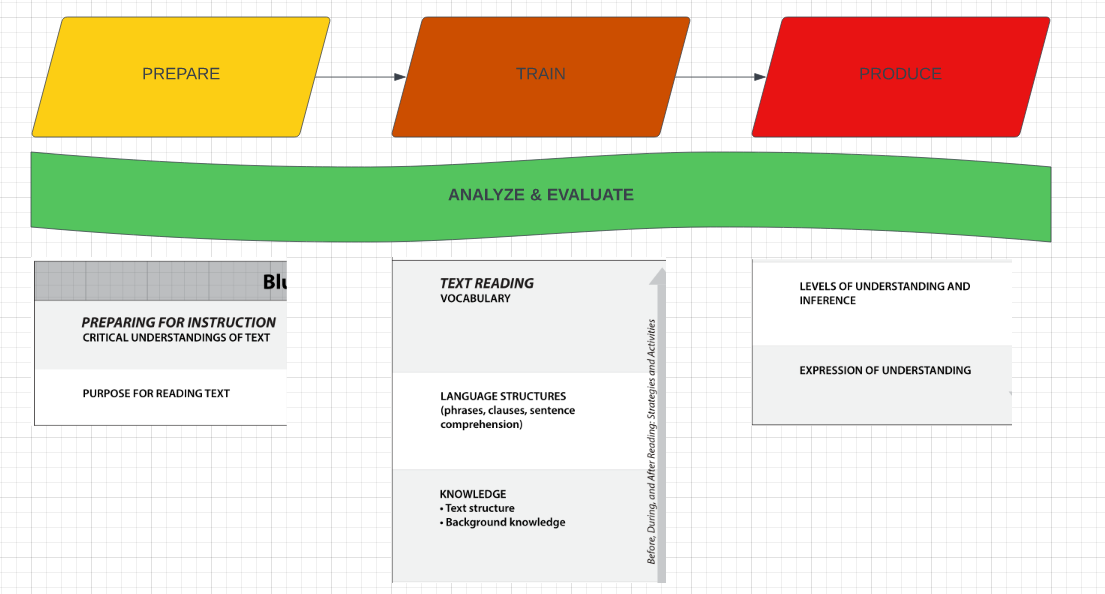 PREPARE
TRAIN
PRODUCE
ANALYZE & EVALUATE
PREPARING FOR INSTRUCTION
CRITICAL UNDERSTANDINGS OF TEXT
PURPOSE FOR READING TEXT
TEXT READING
VOCABULARY
LANGUAGE STRUCTURES
(phrases, clauses, sentence
comprehension)
KNOWLEDGE
• Text structure
• Background knowledge
Before, During, and After Reading: Strategies and Activities
LEVELS OF UNDERSTANDING AND
INFERENCE
EXPRESSION OF UNDERSTANDING